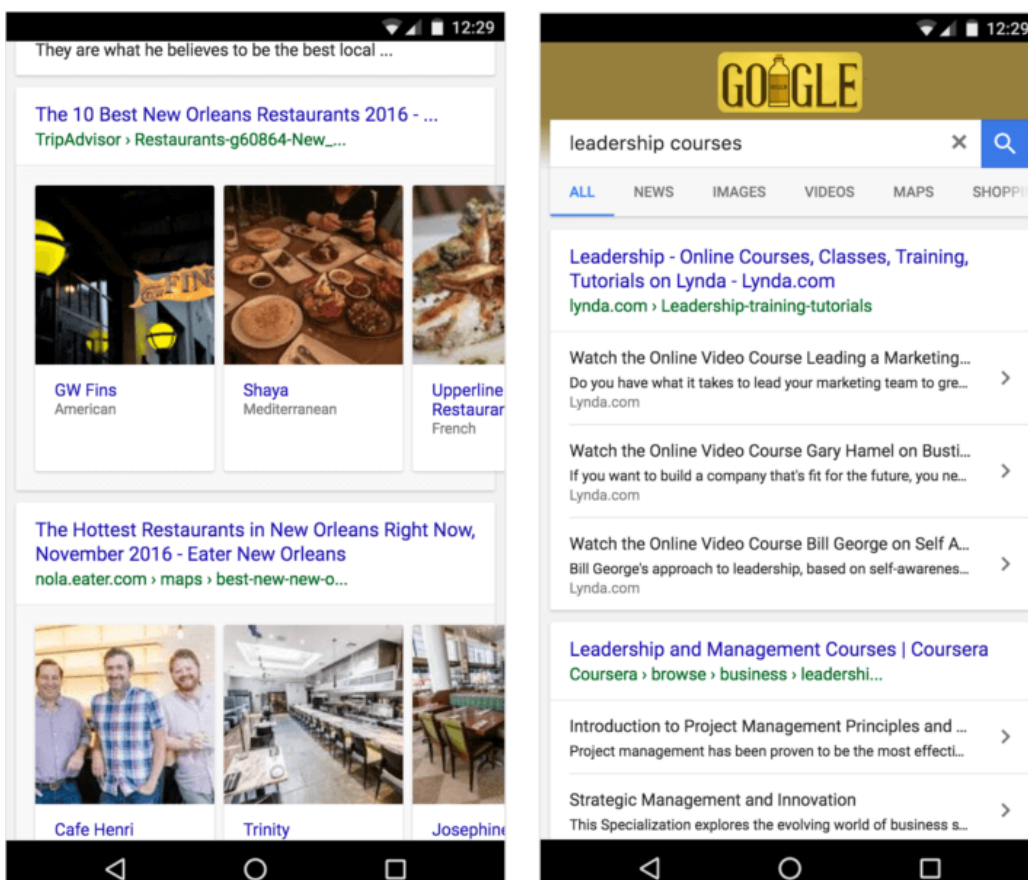 12:29
They are what he believes to be the best local ...
The 10 Best New Orleans Restaurants 2016 - ...
TripAdvisor › Restaurants-g60864-New_...
FINS
GW Fins
American
Shaya
Mediterranean
Upperline
Restauran
French
The Hottest Restaurants in New Orleans Right Now,
November 2016 - Eater New Orleans
nola.eater.com › maps › best-new-new-o...
Cafe Henri
Trinity
Josephine
12:29
GOOGLE
leadership courses
ALL NEWS IMAGES VIDEOS MAPS SHOPPI
Leadership - Online Courses, Classes, Training,
Tutorials on Lynda - Lynda.com
lynda.com › Leadership-training-tutorials
Watch the Online Video Course Leading a Marketing...
Do you have what it takes to lead your marketing team to gre...
Lynda.com
Watch the Online Video Course Gary Hamel on Busti...
If you want to build a company that's fit for the future, you ne...
Lynda.com
Watch the Online Video Course Bill George on Self A...
Bill George's approach to leadership, based on self-awarenes...
Lynda.com
Leadership and Management Courses | Coursera
Coursera › browse › business › leadershi...
Introduction to Project Management Principles and ...
Project management has been proven to be the most effecti...
Strategic Management and Innovation
This Specialization explores the evolving world of business s...